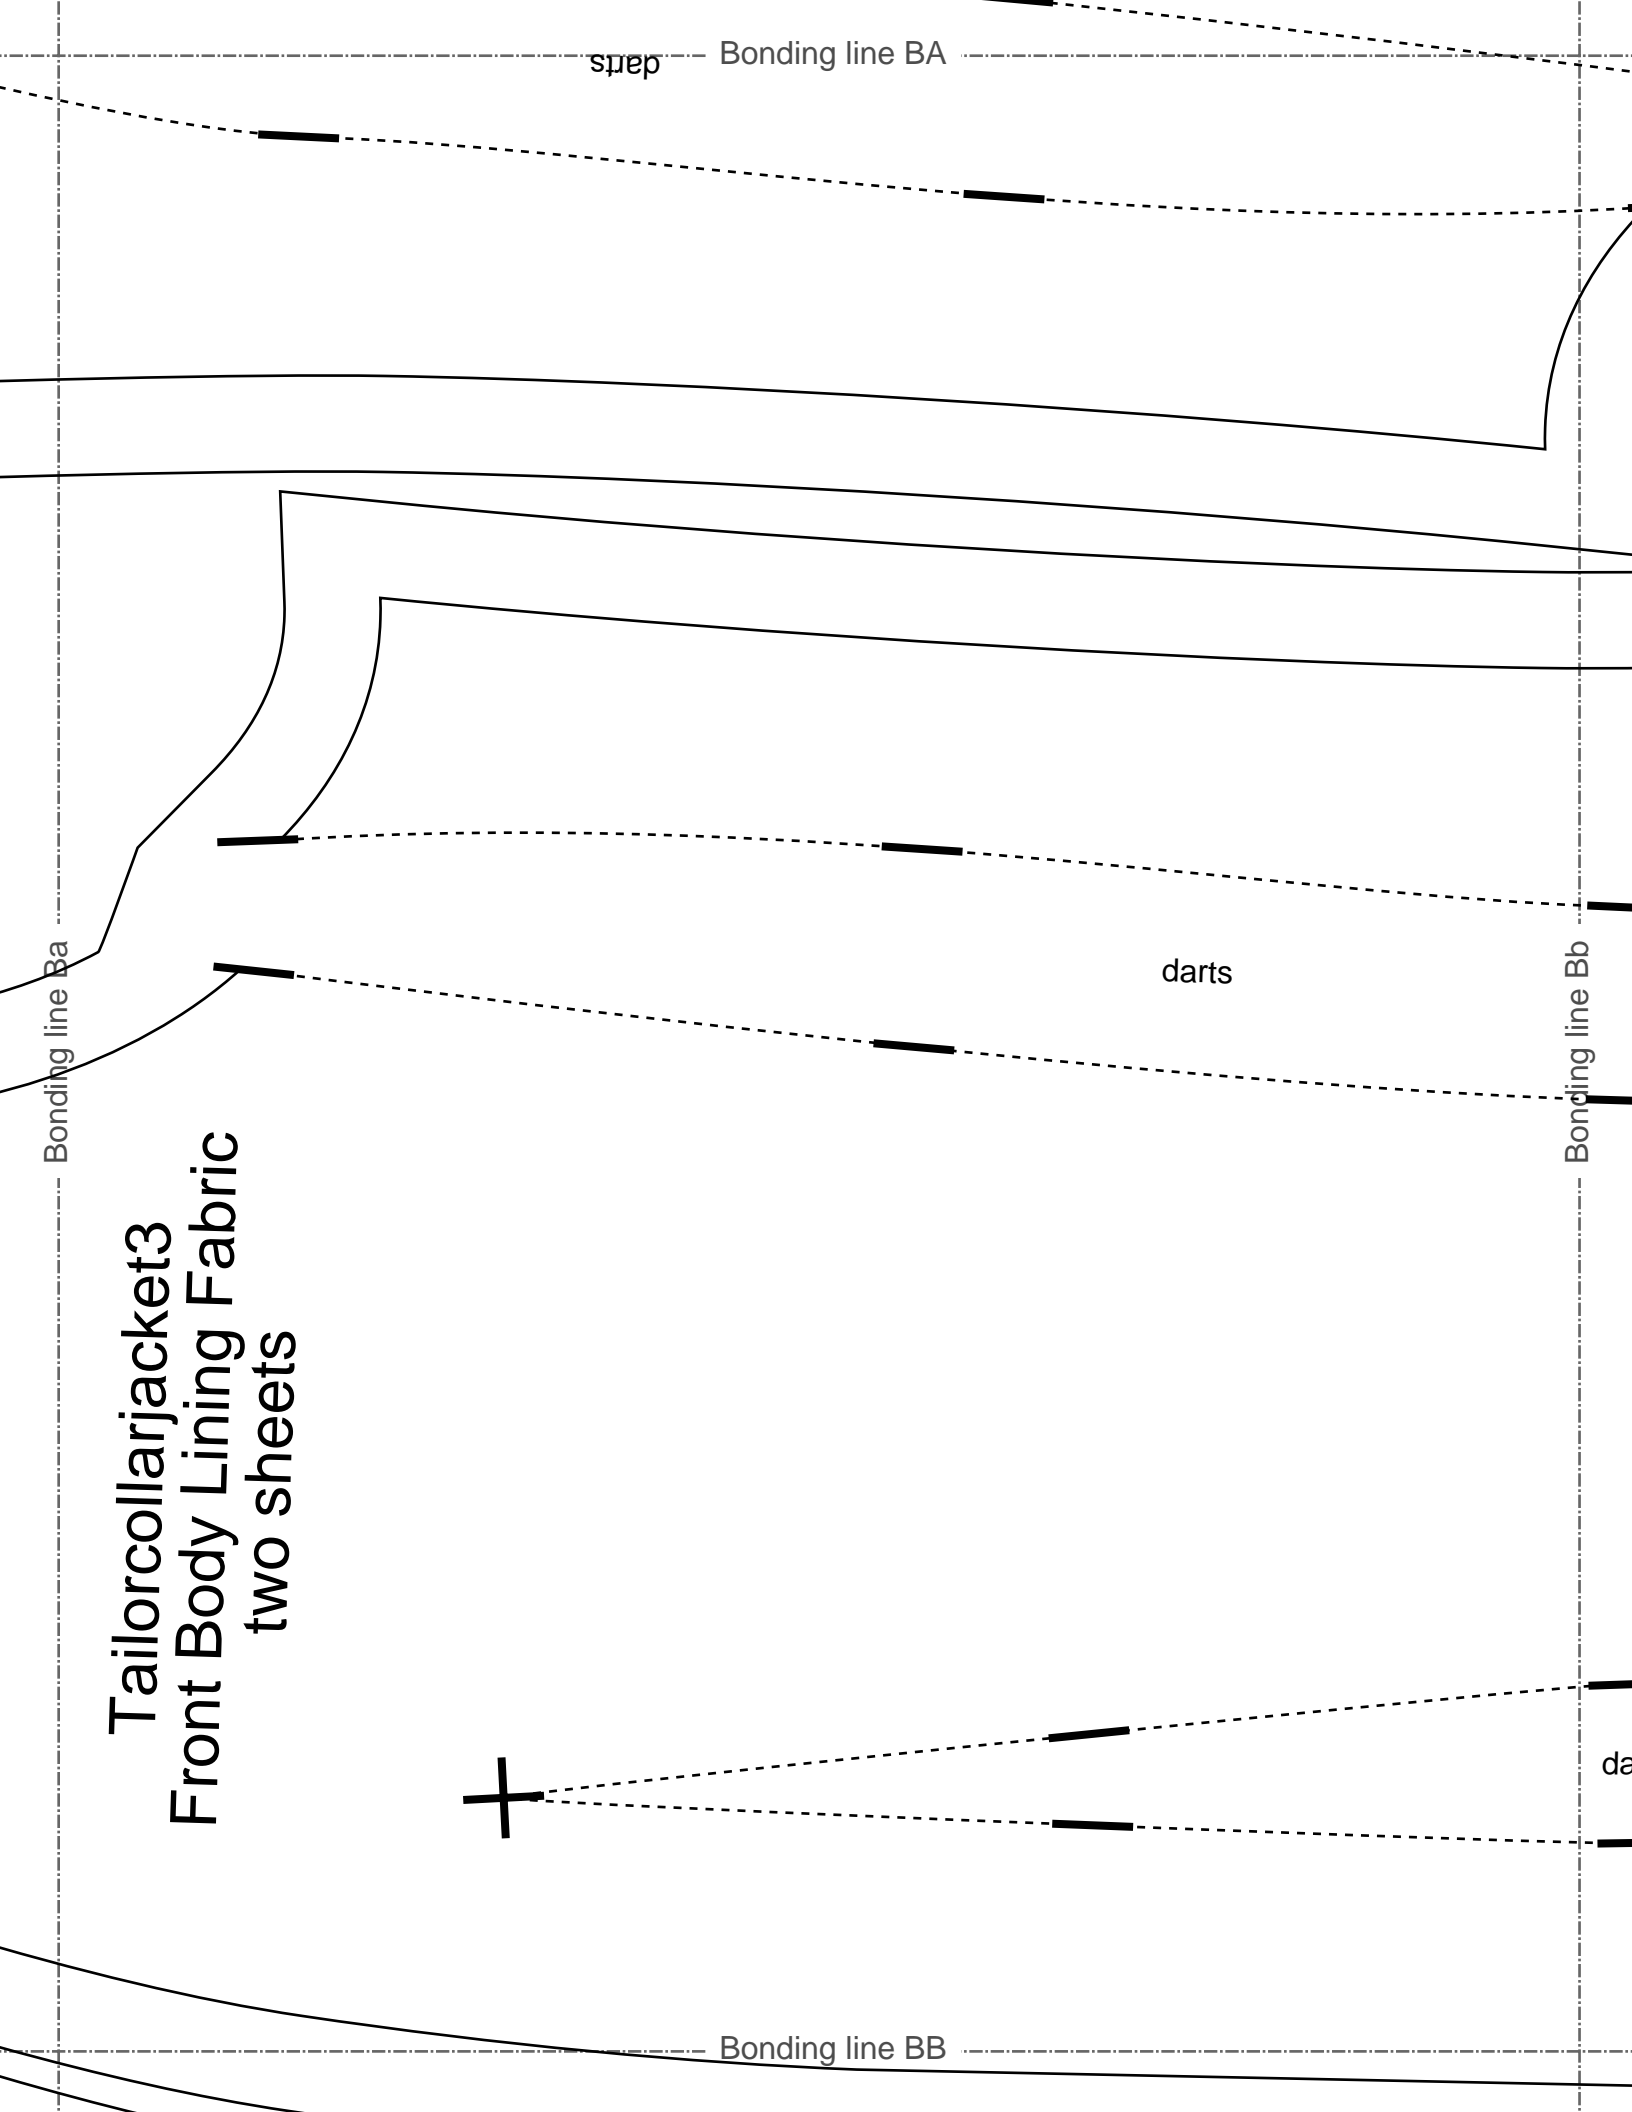 Bonding line BA
darts
darts
Bonding line Ba
Bonding line Bb
Tailorcollarjacket3
Front Body Lining Fabric
two sheets
da
Bonding line BB